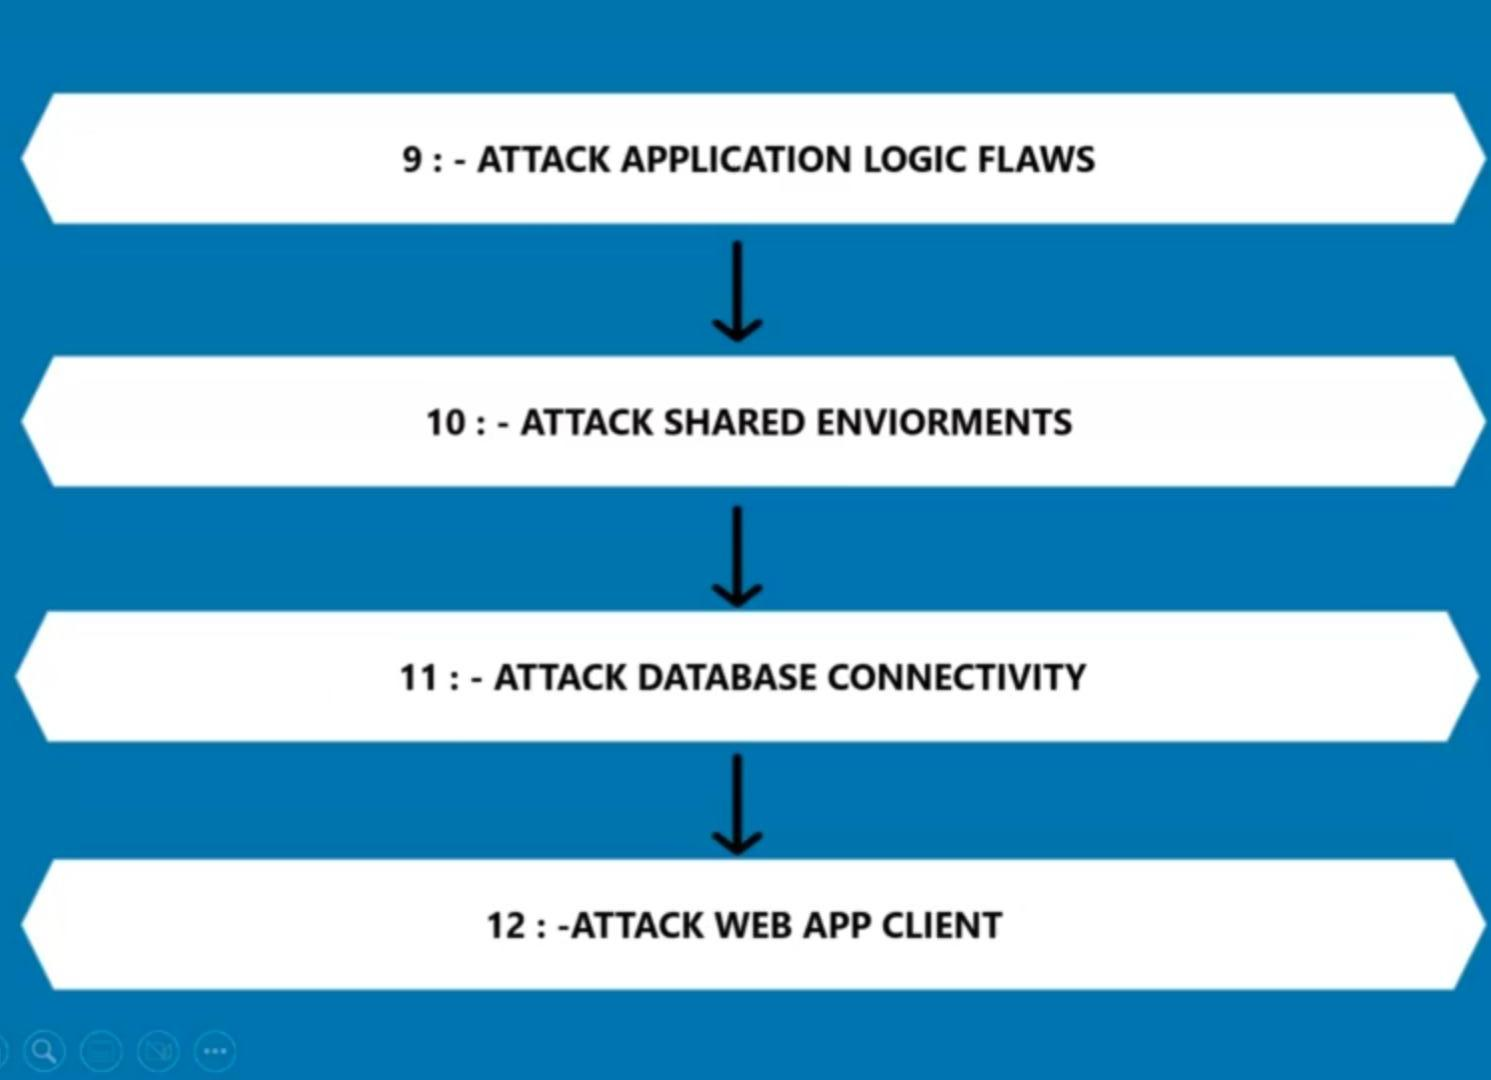 9 : - ATTACK APPLICATION LOGIC FLAWS
10 : - ATTACK SHARED ENVIORMENTS
11 : - ATTACK DATABASE CONNECTIVITY
12 : -ATTACK WEB APP CLIENT